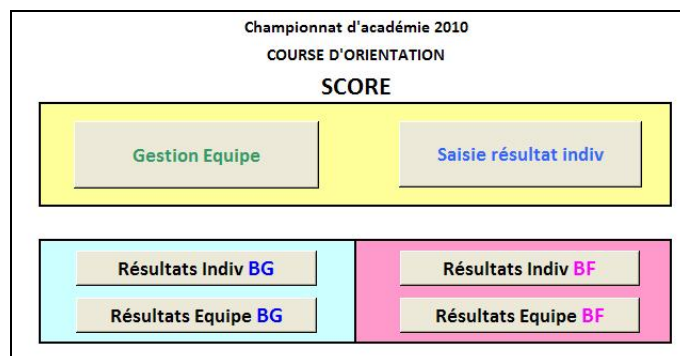 Championnat d'académie 2010
COURSE D'ORIENTATION
SCORE
Gestion Equipe
Saisie résultat indiv
Résultats Indiv BG
Résultats Indiv BF
Résultats Equipe BG
Résultats Equipe BF